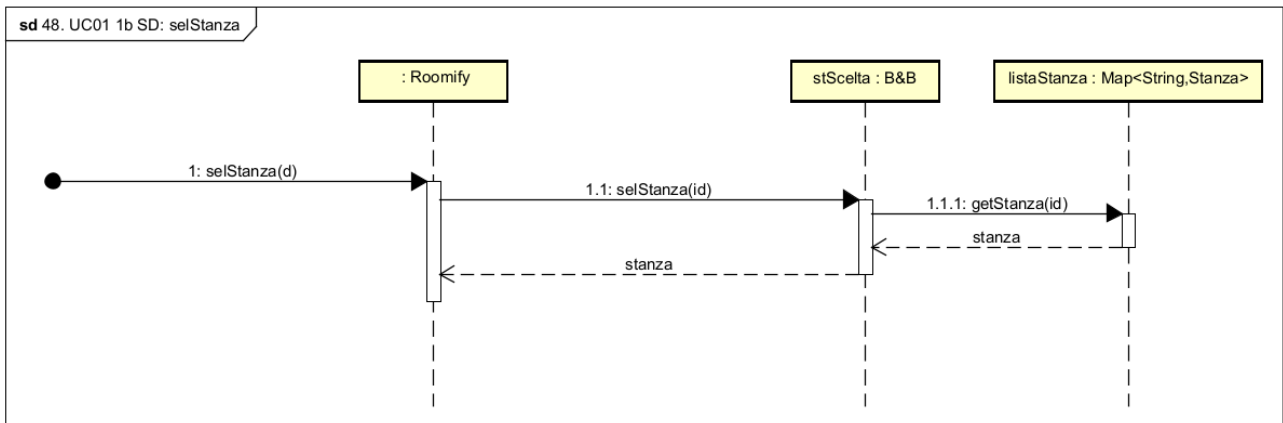 sd 48. UC01 1b SD: selStanza
: Roomify
stScelta : B&B
listaStanza : Map<String,Stanza>
1: selStanza(d)
1.1: selStanza(id)
1.1.1: getStanza(id)
stanza
stanza